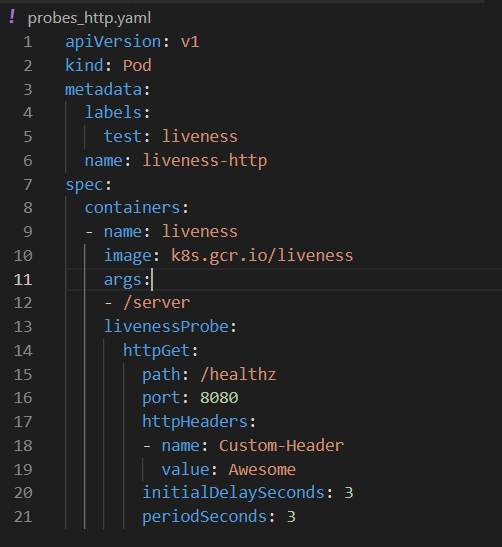 ! probes_http.yaml
1 apiVersion: v1
2 kind: Pod
3 metadata:
4   labels:
5     test: liveness
6   name: liveness-http
7 spec:
8   containers:
9   - name: liveness
10     image: k8s.gcr.io/liveness
11     args:
12     - /server
13     livenessProbe:
14       httpGet:
15         path: /healthz
16         port: 8080
17         httpHeaders:
18         - name: Custom-Header
19           value: Awesome
20         initialDelaySeconds: 3
21         periodSeconds: 3